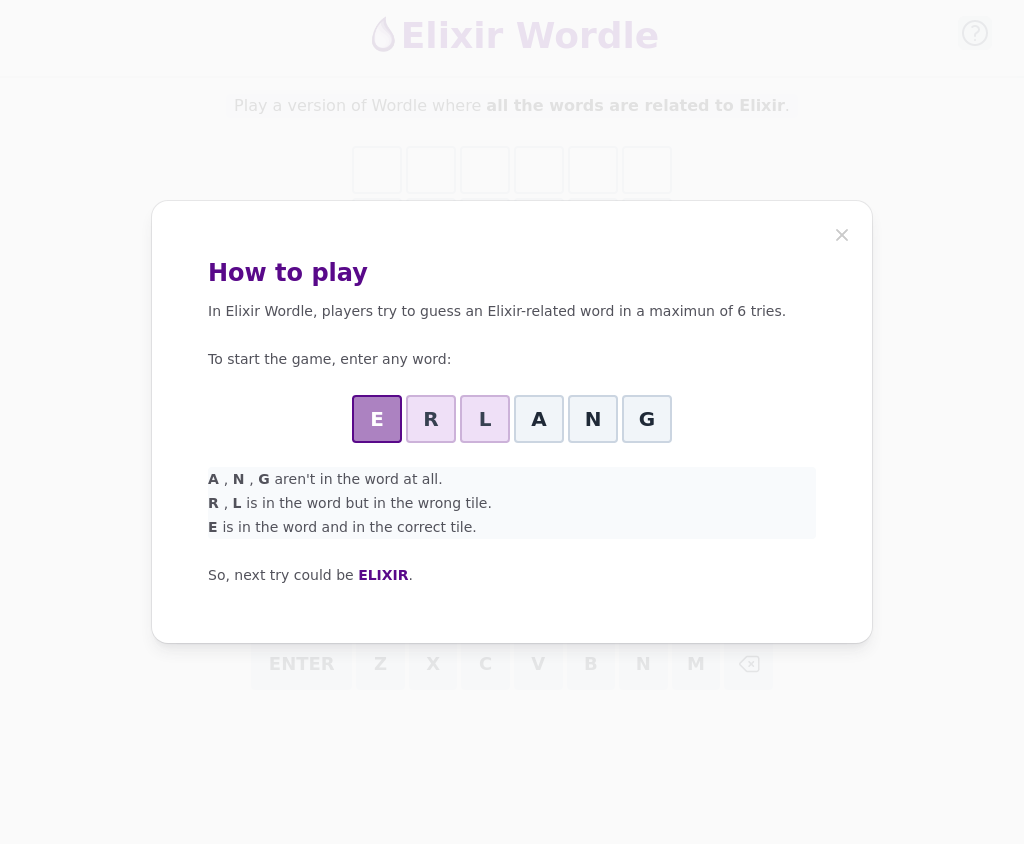 Elixir Wordle
Play a version of Wordle where all the words are related to Elixir.
How to play
In Elixir Wordle, players try to guess an Elixir-related word in a maximun of 6 tries.
To start the game, enter any word:
E R L A N G
A , N , G aren't in the word at all.
R , L is in the word but in the wrong tile.
E is in the word and in the correct tile.
So, next try could be ELIXIR.
ENTER Z X C V B N M